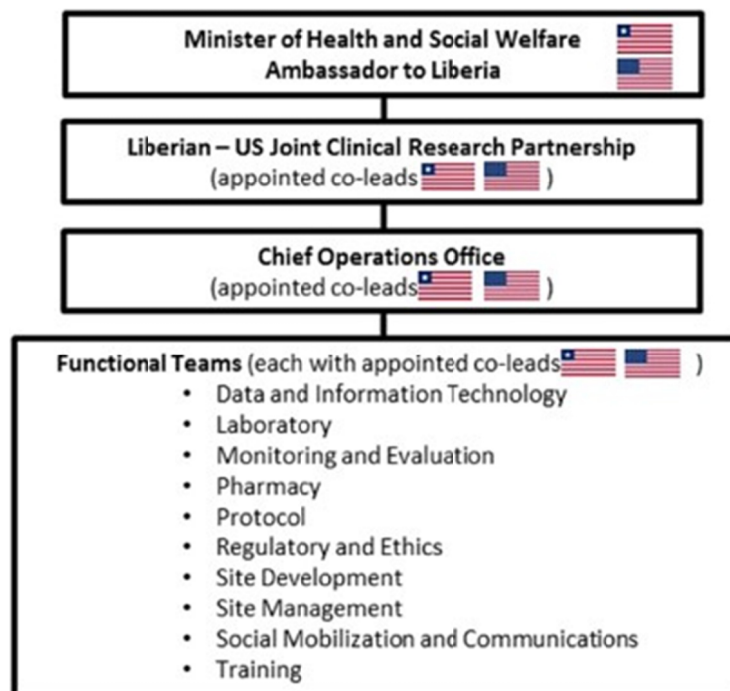 Minister of Health and Social Welfare
Ambassador to Liberia
Liberian – US Joint Clinical Research Partnership
(appointed co-leads )
Chief Operations Office
(appointed co-leads )
Functional Teams (each with appointed co-leads )
• Data and Information Technology
• Laboratory
• Monitoring and Evaluation
• Pharmacy
• Protocol
• Regulatory and Ethics
• Site Development
• Site Management
• Social Mobilization and Communications
• Training